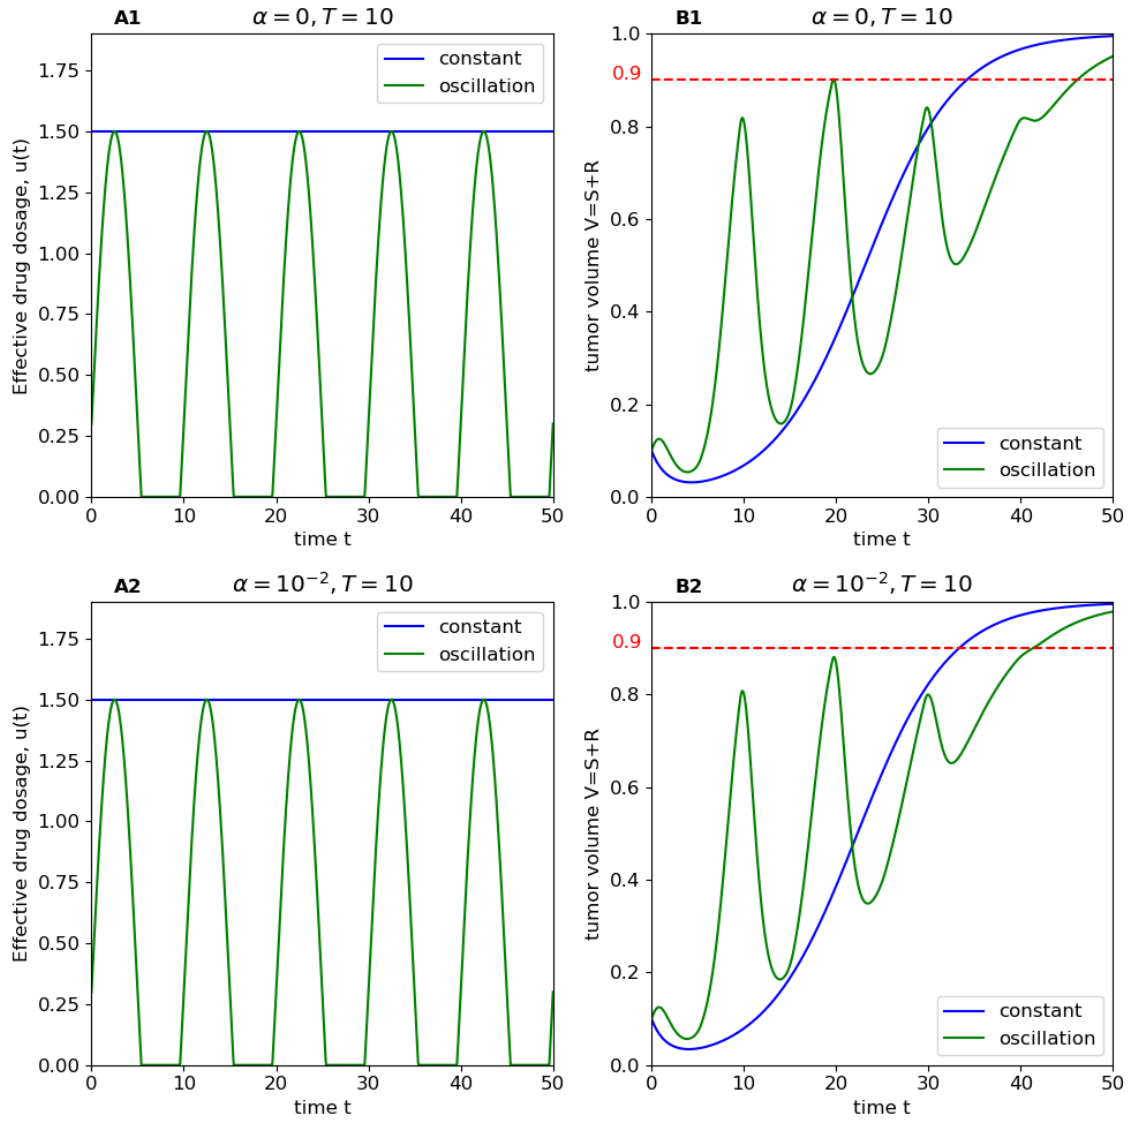 A1 α = 0, T = 10
1.75
1.50
1.25
1.00
0.75
0.50
0.25
0.00
Effective drug dosage, u(t)
constant
oscillation
0 10 20 30 40 50
time t
B1 α = 0, T = 10
1.0
0.9
0.8
0.6
0.4
0.2
0.0
tumor volume V=S+R
constant
oscillation
0 10 20 30 40 50
time t
A2 α = 10⁻², T = 10
1.75
1.50
1.25
1.00
0.75
0.50
0.25
0.00
Effective drug dosage, u(t)
constant
oscillation
0 10 20 30 40 50
time t
B2 α = 10⁻², T = 10
1.0
0.9
0.8
0.6
0.4
0.2
0.0
tumor volume V=S+R
constant
oscillation
0 10 20 30 40 50
time t